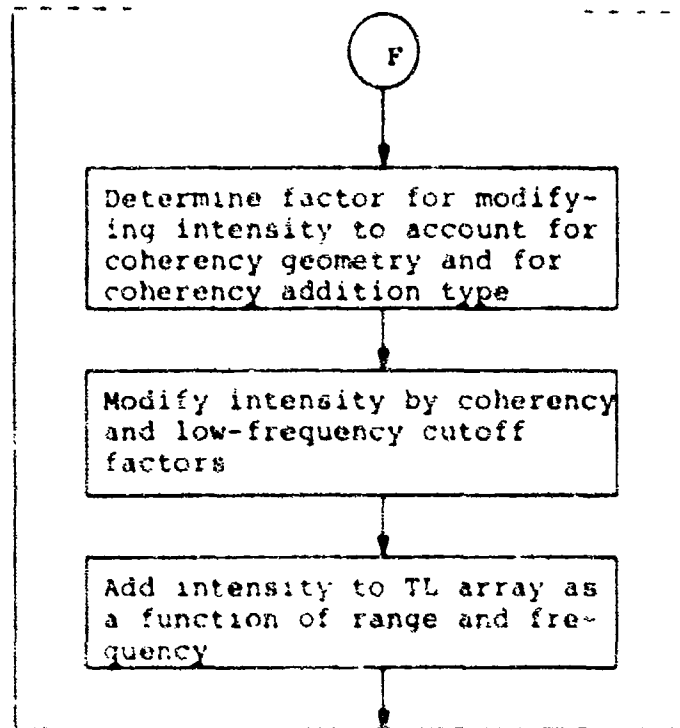 F
Determine factor for modify-
ing intensity to account for
coherency geometry and for
coherency addition type
Modify intensity by coherency
and low-frequency cutoff
factors
Add intensity to TL array as
a function of range and fre-
quency